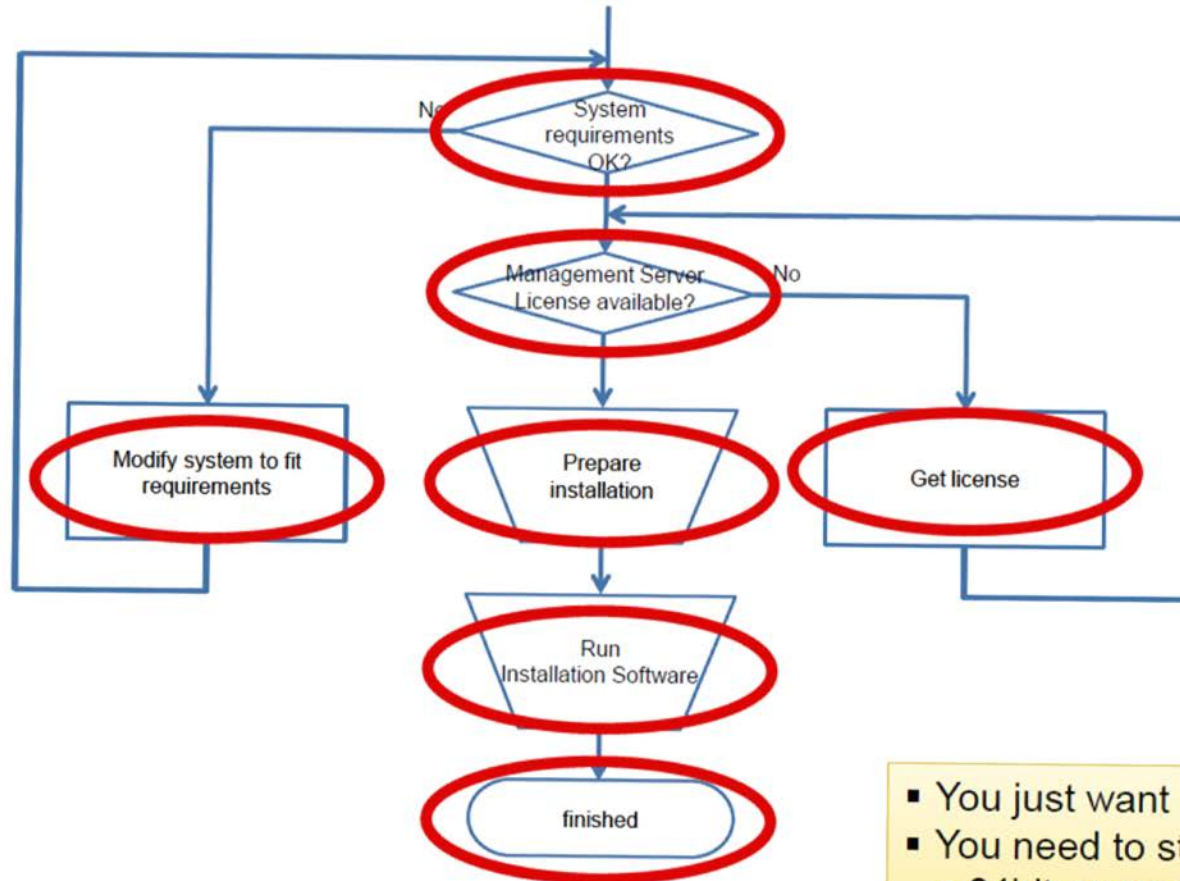 System
requirements
OK?
No
Management Server
License available?
No
Modify system to fit
requirements
Prepare
installation
Get license
Run
Installation Software
finished
▪ You just want
▪ You need to